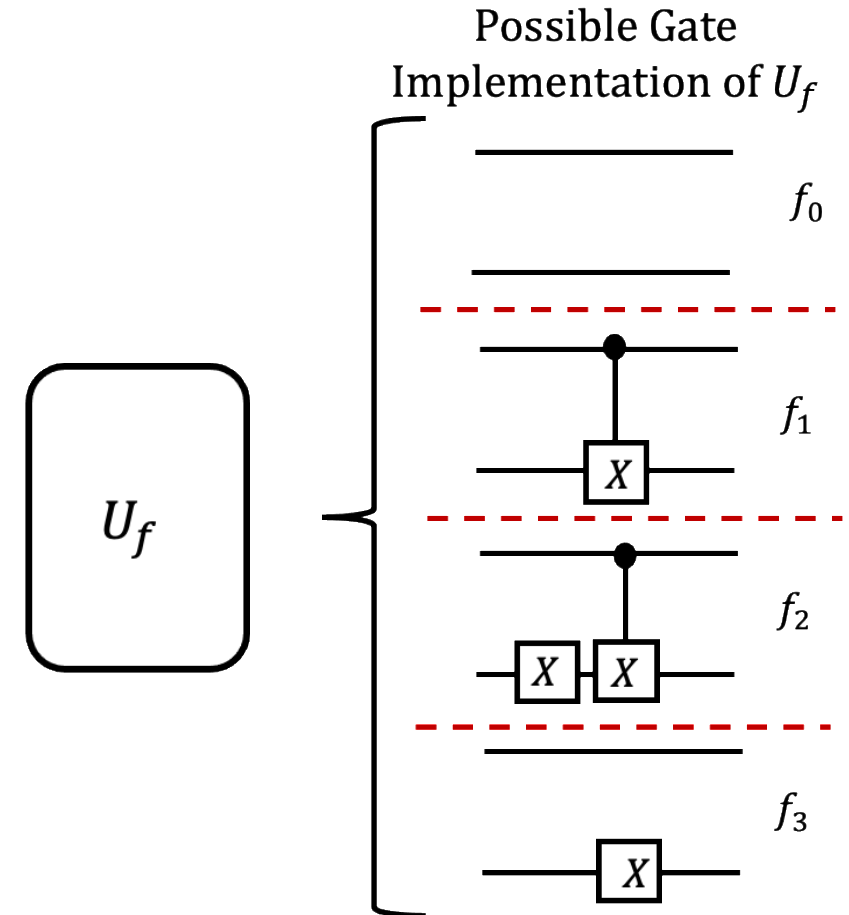 Possible Gate
Implementation of U_f
f_0
X
f_1
U_f
X X
f_2
X
f_3